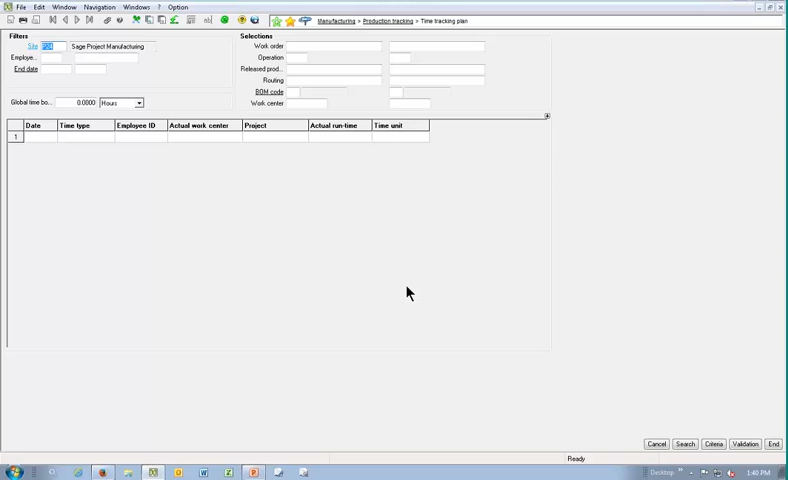 File Edit Window Navigation Windows ? Option
Manufacturing > Production tracking > Time tracking plan
Filters
Site Sage Project Manufacturing
Employe...
End date
Global time bo... 0.0000 Hours
Selections
Work order
Operation
Released prod...
Routing
BOM code
Work center
Date Time type Employee ID Actual work center Project Actual run-time Time unit
1
Cancel Search Criteria Validation End
Ready
Desktop 1:40 PM